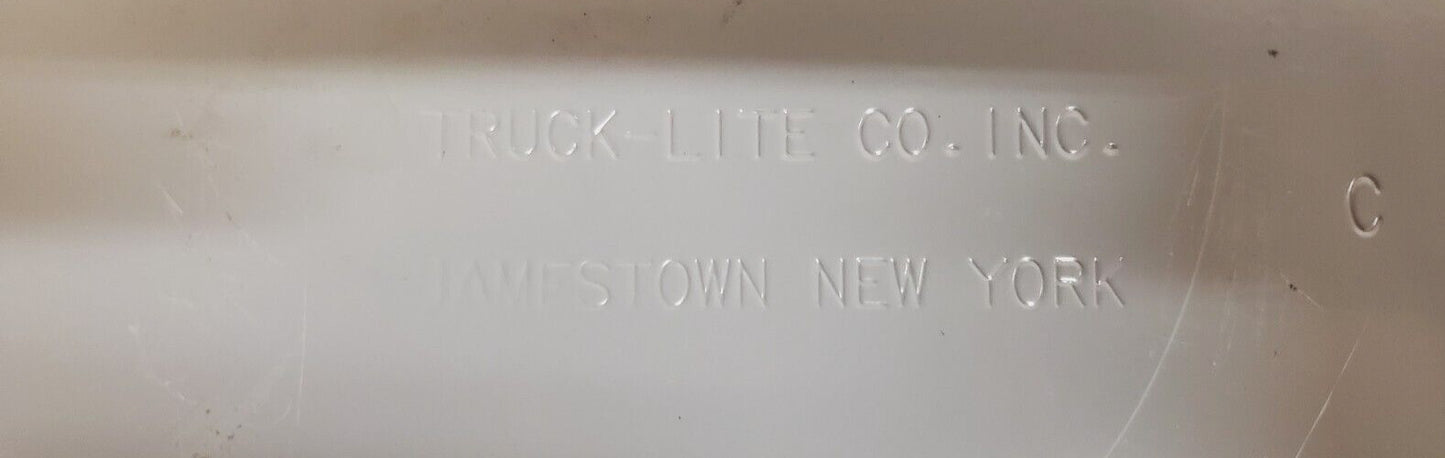 TRUCK-LITE CO. INC.
JAMESTOWN NEW YORK
C